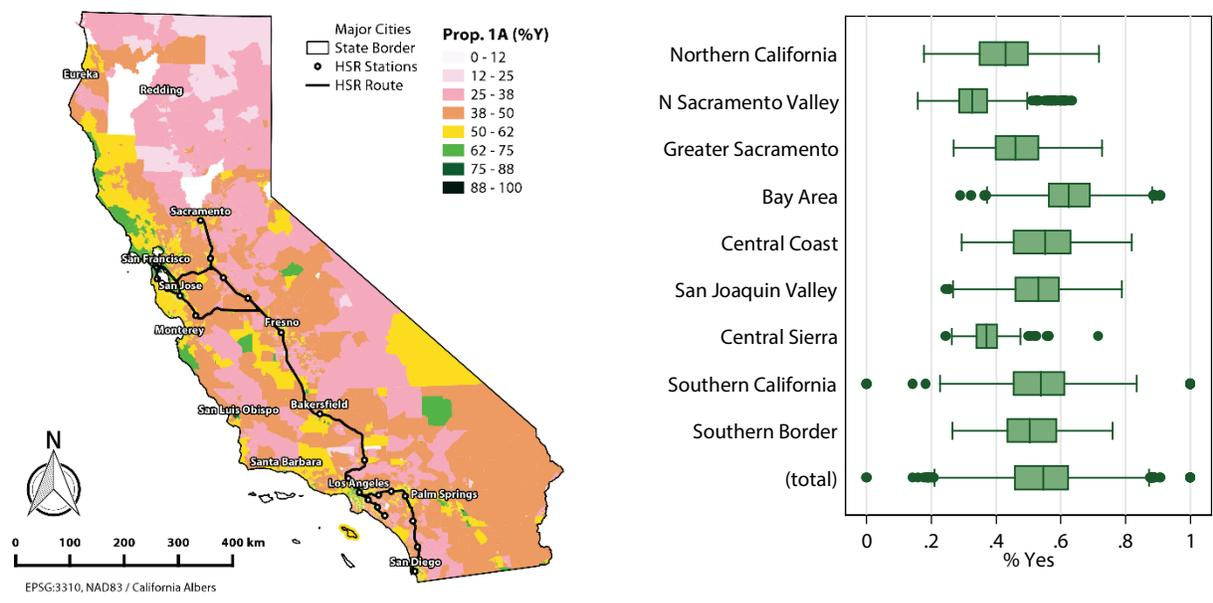 Major Cities
State Border
HSR Stations
HSR Route
Prop. 1A (%Y)
0 - 12
12 - 25
25 - 38
38 - 50
50 - 62
62 - 75
75 - 88
88 - 100
Eureka
Redding
Sacramento
San Francisco
San Jose
Monterey
Fresno
San Luis Obispo
Bakersfield
Santa Barbara
Los Angeles
Palm Springs
San Diego
N
0 100 200 300 400 km
EPSG:3310, NAD83 / California Albers
Northern California
N Sacramento Valley
Greater Sacramento
Bay Area
Central Coast
San Joaquin Valley
Central Sierra
Southern California
Southern Border
(total)
0 .2 .4 .6 .8 1
% Yes